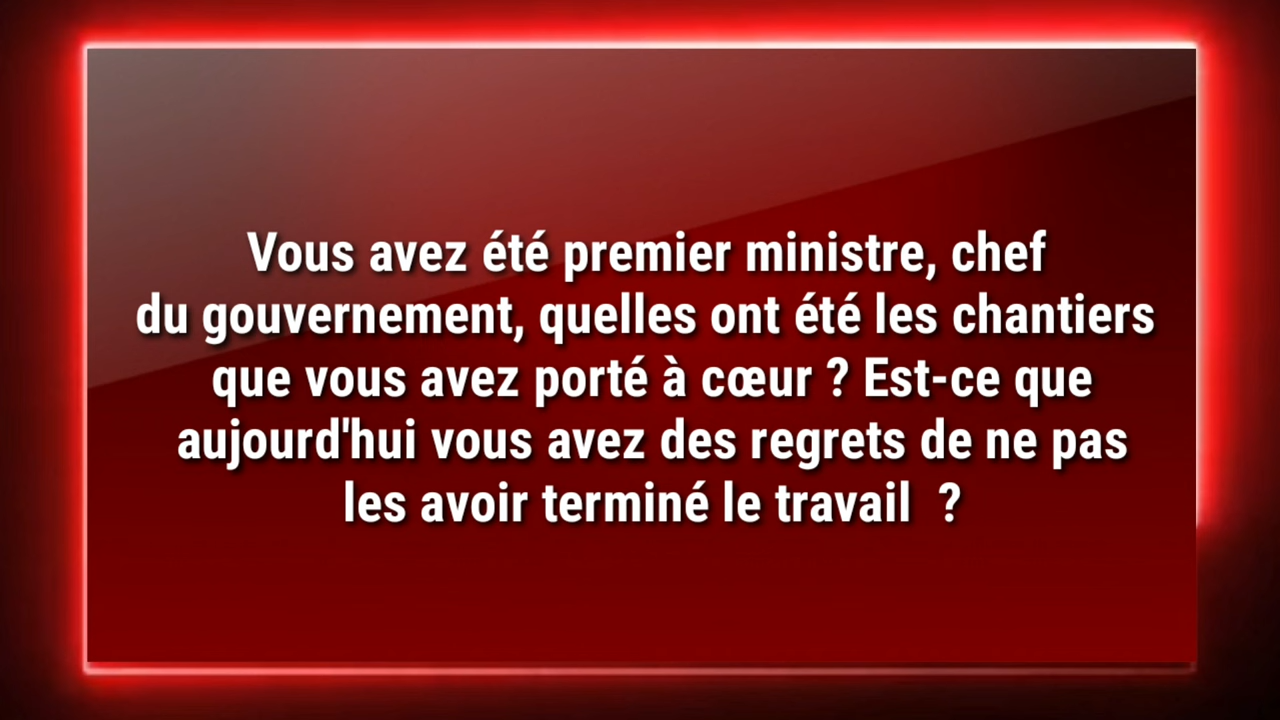 Vous avez été premier ministre, chef
du gouvernement, quelles ont été les chantiers
que vous avez porté à cœur ? Est-ce que
aujourd'hui vous avez des regrets de ne pas
les avoir terminé le travail  ?